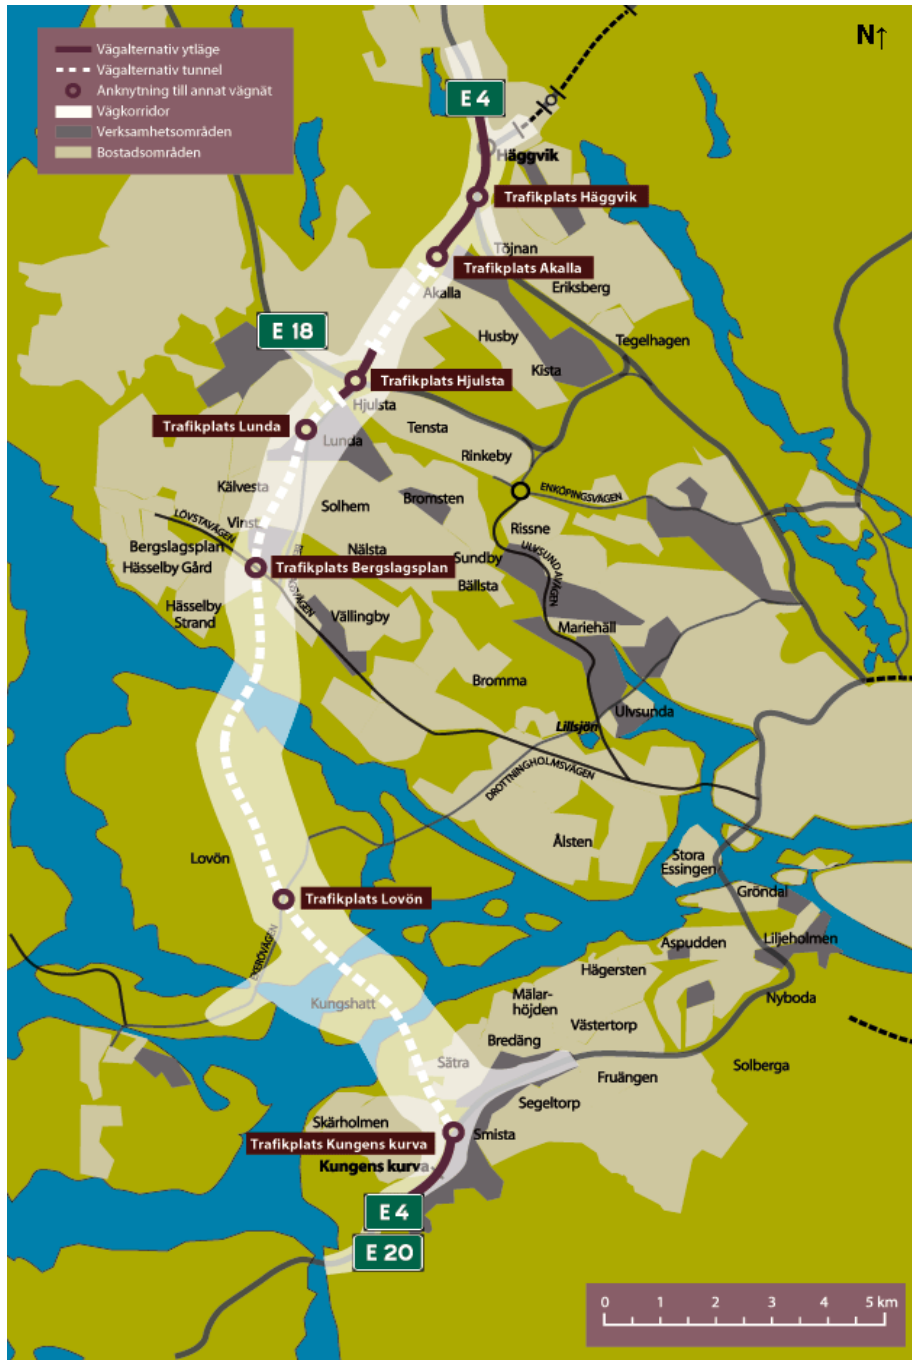 N↑
Vägalternativ ytläge
Vägalternativ tunnel
Anknytning till annat vägnät
Vägkorridor
Verksamhetsområden
Bostadsområden
E 4
Häggvik
Trafikplats Häggvik
Töjnan
Trafikplats Akalla
Akalla
Eriksberg
E 18
Husby
Tegelhagen
Kista
Trafikplats Hjulsta
Hjulsta
Trafikplats Lunda
Lunda
Tensta
Rinkeby
Kälvesta
Solhem
Bromsten
ENKÖPINGSVÄGEN
LÖVSTAVÄGEN
Vinst
Rissne
Bergslagsplan
Nälsta
ULVSUNDAVÄGEN
Hässelby Gård
Trafikplats Bergslagsplan
Sundby
Bällsta
Hässelby
Strand
Vällingby
Mariehäll
Bromma
Ulvsunda
Lillsjön
DROTTNINGHOLMSVÄGEN
Ålsten
Lovön
Stora
Essingen
Trafikplats Lovön
Gröndal
EKERÖVÄGEN
Aspudden
Liljeholmen
Hägersten
Kungshatt
Mälar-
höjden
Nyboda
Västertorp
Bredäng
Sätra
Solberga
Fruängen
Segeltorp
Skärholmen
Smista
Trafikplats Kungens kurva
Kungens kurva
E 4
E 20
0 1 2 3 4 5 km